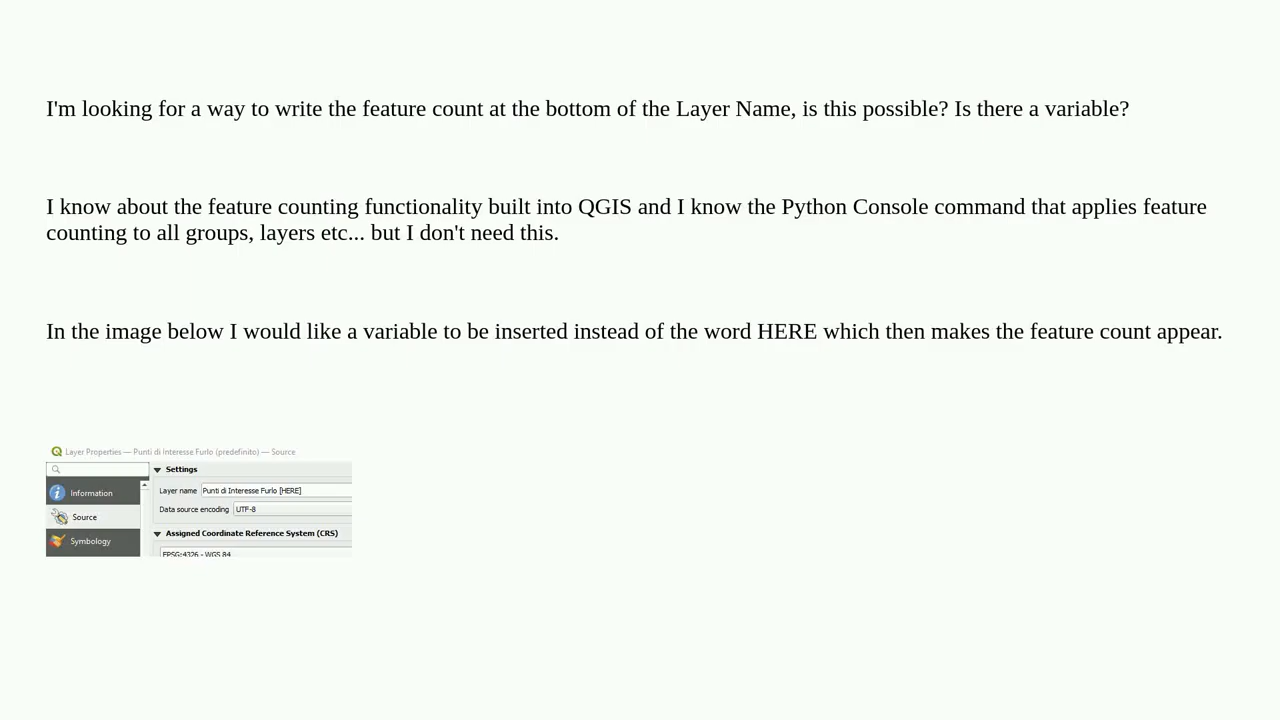 I'm looking for a way to write the feature count at the bottom of the Layer Name, is this possible? Is there a variable?
I know about the feature counting functionality built into QGIS and I know the Python Console command that applies feature
counting to all groups, layers etc... but I don't need this.
In the image below I would like a variable to be inserted instead of the word HERE which then makes the feature count appear.
Layer Properties — Punti di Interesse Furlo (predefinito) — Source
Settings
Information
Layer name Punti di Interesse Furlo [HERE]
Data source encoding UTF-8
Source
Assigned Coordinate Reference System (CRS)
Symbology
EPSG:4326 - WGS 84